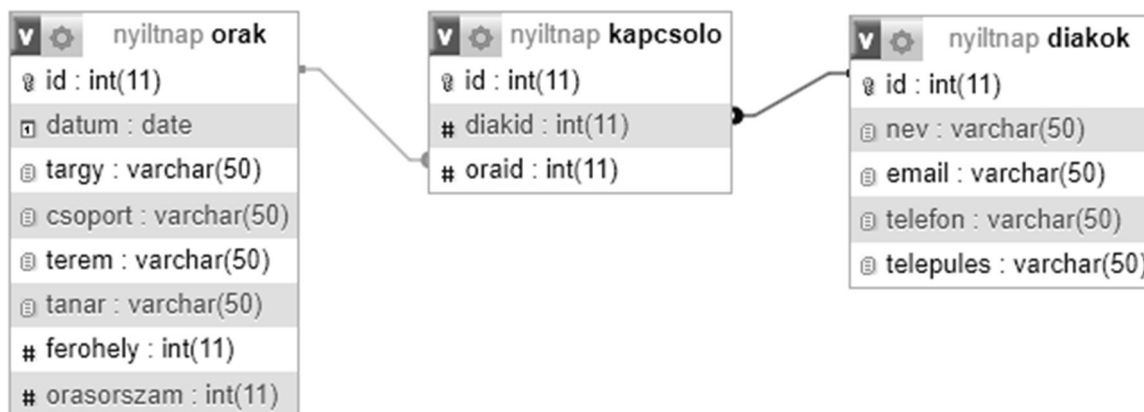 nyiltnap orak
id : int(11)
datum : date
targy : varchar(50)
csoport : varchar(50)
terem : varchar(50)
tanar : varchar(50)
# ferohely : int(11)
# orasorszam : int(11)
nyiltnap kapcsolo
id : int(11)
# diakid : int(11)
# oraid : int(11)
nyiltnap diakok
id : int(11)
nev : varchar(50)
email : varchar(50)
telefon : varchar(50)
telepules : varchar(50)